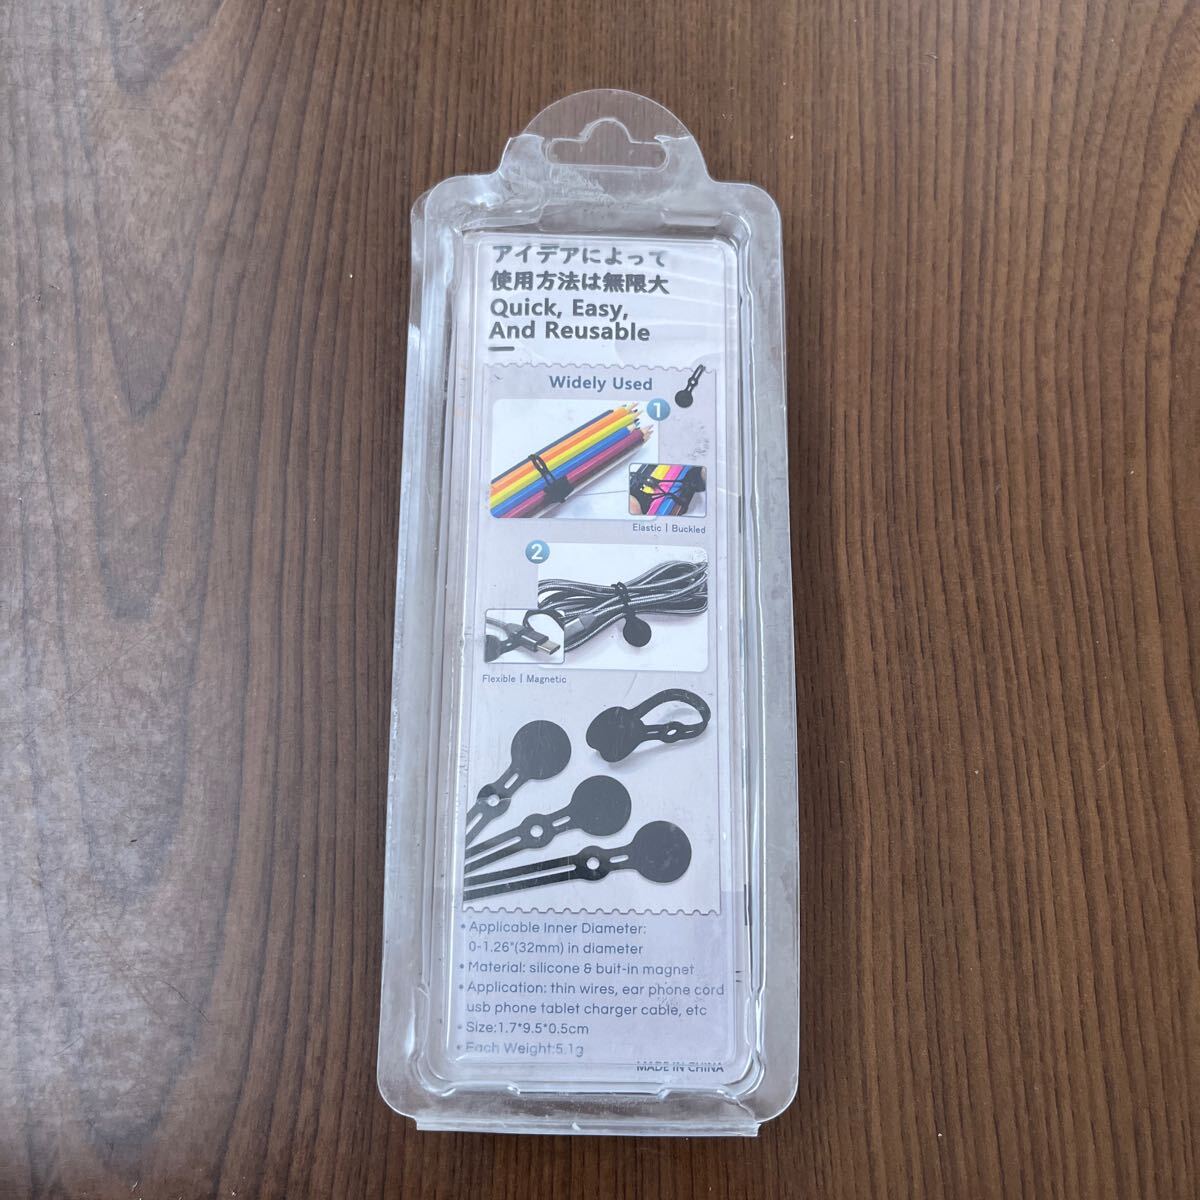 アイデアによって
使用方法は無限大
Quick, Easy,
And Reusable
Widely Used
1
Elastic | Buckled
2
Flexible | Magnetic
• Applicable Inner Diameter:
0-1.26"(32mm) in diameter
• Material: silicone & buit-in magnet
• Application: thin wires, ear phone cord
usb phone tablet charger cable, etc
• Size:1.7*9.5*0.5cm
• Each Weight:5.1g
MADE IN CHINA